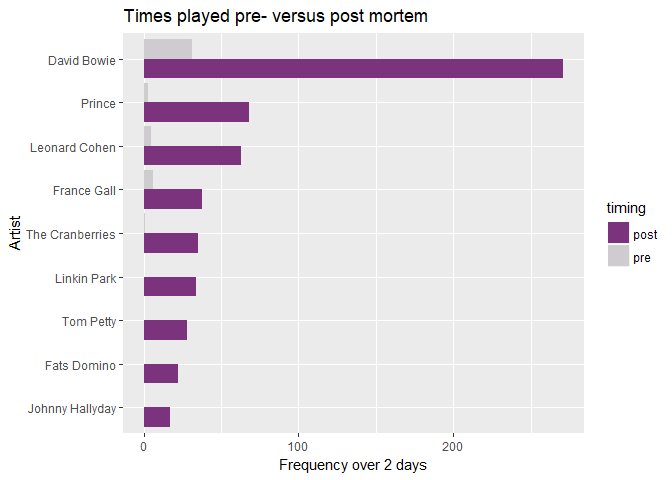 Times played pre- versus post mortem
David Bowie
Prince
Leonard Cohen
France Gall
The Cranberries
Linkin Park
Tom Petty
Fats Domino
Johnny Hallyday
Artist
0
100
200
Frequency over 2 days
timing
post
pre